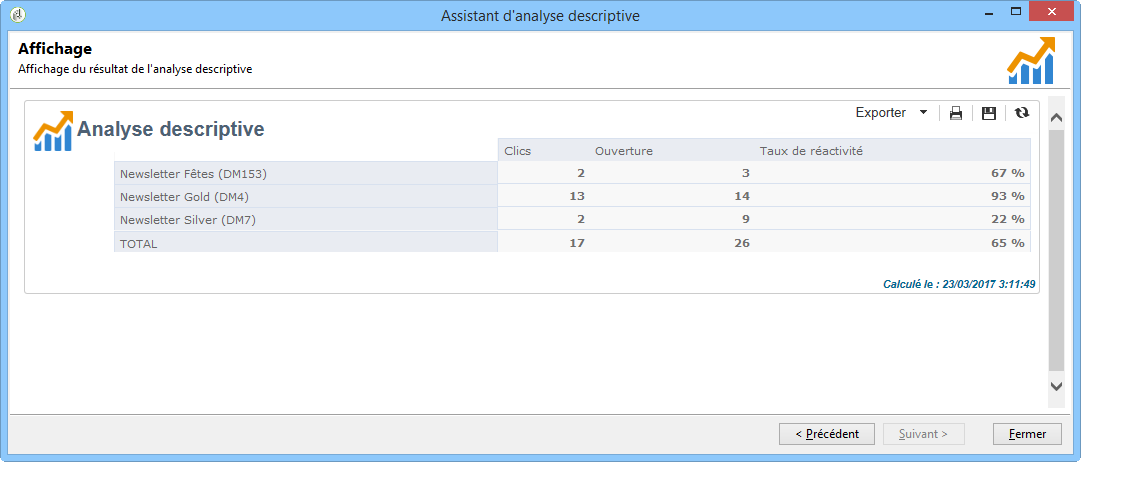 Assistant d'analyse descriptive
Affichage
Affichage du résultat de l'analyse descriptive
Exporter
Analyse descriptive
Clics Ouverture Taux de réactivité
Newsletter Fêtes (DM153) 2 3 67 %
Newsletter Gold (DM4) 13 14 93 %
Newsletter Silver (DM7) 2 9 22 %
TOTAL 17 26 65 %
Calculé le : 23/03/2017 3:11:49
< Précédent Suivant > Fermer